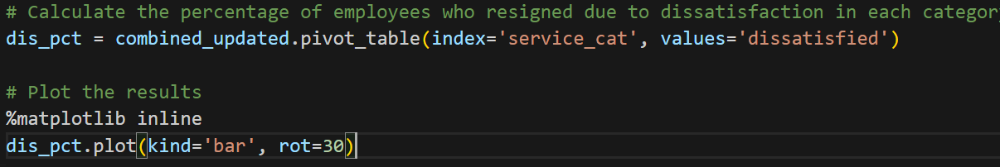 # Calculate the percentage of employees who resigned due to dissatisfaction in each category
dis_pct = combined_updated.pivot_table(index='service_cat', values='dissatisfied')
# Plot the results
%matplotlib inline
dis_pct.plot(kind='bar', rot=30)